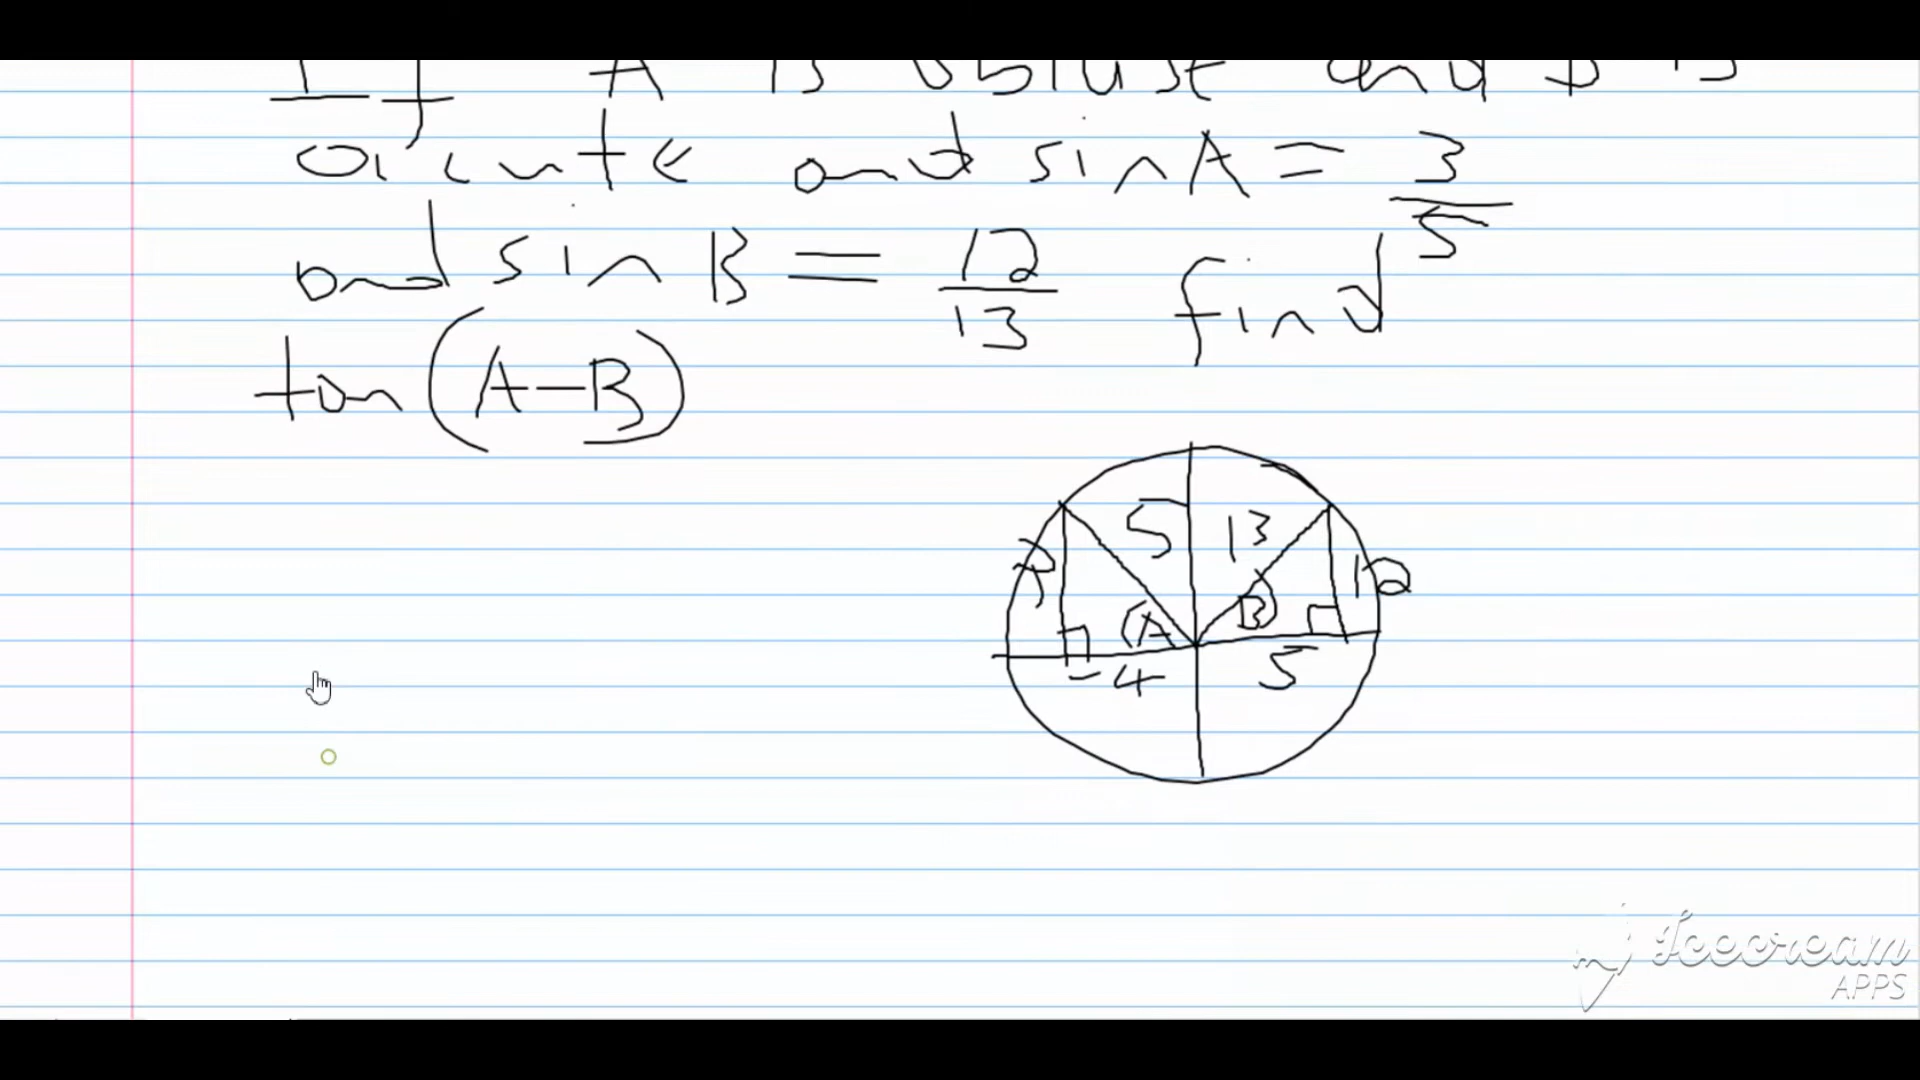 If A is obtuse and B is
acute and sin A = 3/5
and sin B = 12/13 find
tan (A-B)
5 13
3 12
A B
-4 5
Icecream
APPS